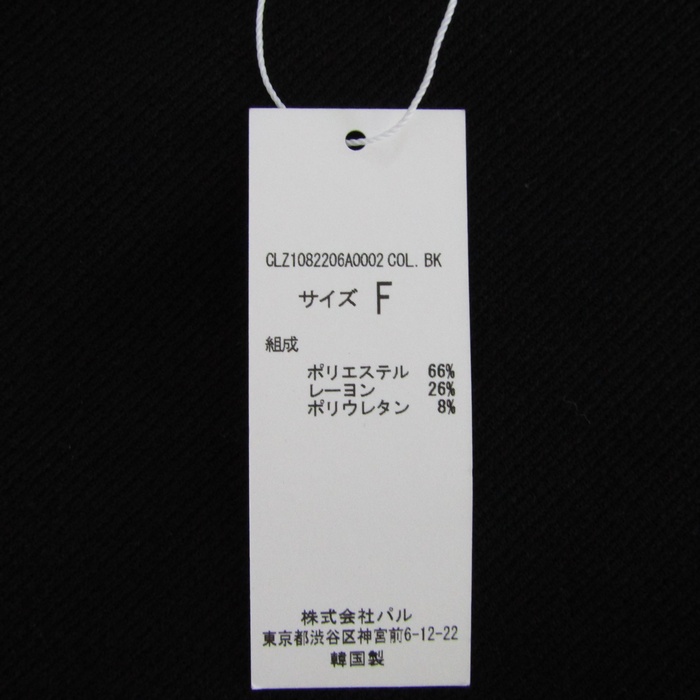 CLZ1082206A0002 COL. BK
サイズ F
組成
ポリエステル 66%
レーヨン 26%
ポリウレタン 8%
株式会社パル
東京都渋谷区神宮前6-12-22
韓国製